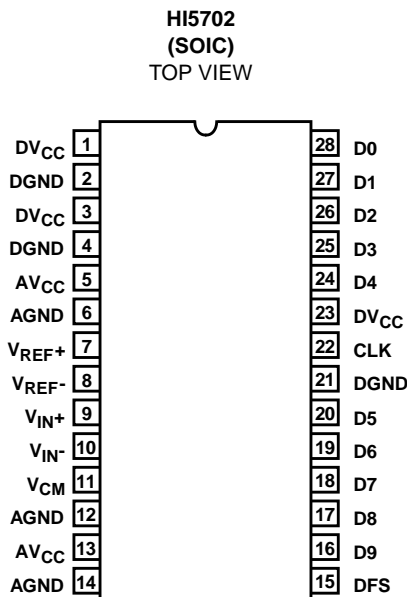 HI5702
(SOIC)
TOP VIEW
DVCC 1 28 D0
DGND 2 27 D1
DVCC 3 26 D2
DGND 4 25 D3
AVCC 5 24 D4
AGND 6 23 DVCC
VREF+ 7 22 CLK
VREF- 8 21 DGND
VIN+ 9 20 D5
VIN- 10 19 D6
VCM 11 18 D7
AGND 12 17 D8
AVCC 13 16 D9
AGND 14 15 DFS